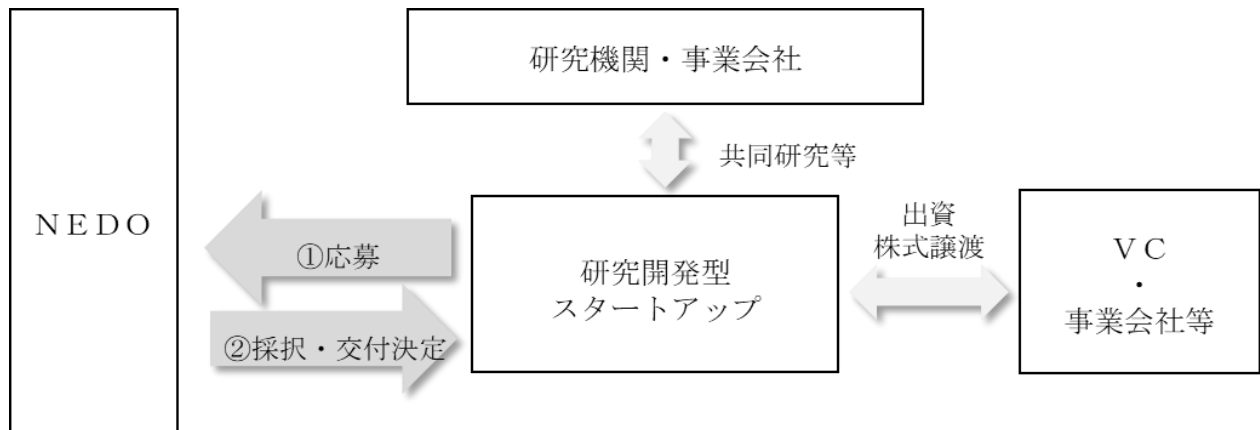 研究機関・事業会社
共同研究等
ＮＥＤＯ
①応募
②採択・交付決定
研究開発型
スタートアップ
出資
株式譲渡
ＶＣ
・
事業会社等